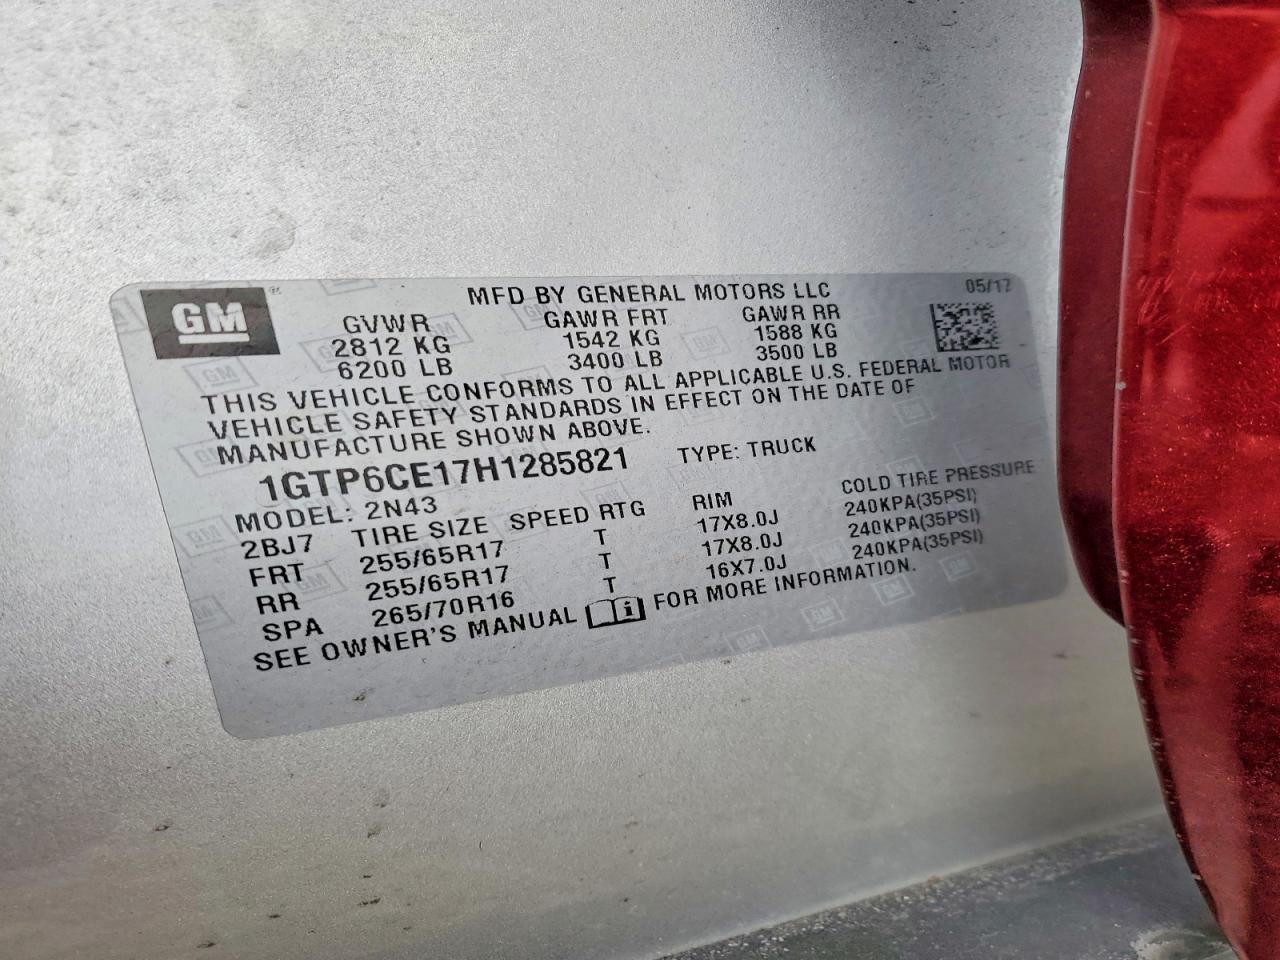 GM®
MFD BY GENERAL MOTORS LLC 05/17
GVWR GAWR FRT GAWR RR
2812 KG 1542 KG 1588 KG
6200 LB 3400 LB 3500 LB
THIS VEHICLE CONFORMS TO ALL APPLICABLE U.S. FEDERAL MOTOR
VEHICLE SAFETY STANDARDS IN EFFECT ON THE DATE OF
MANUFACTURE SHOWN ABOVE.
1GTP6CE17H1285821 TYPE: TRUCK
MODEL: 2N43
2BJ7 TIRE SIZE SPEED RTG RIM COLD TIRE PRESSURE
FRT 255/65R17 T 17X8.0J 240KPA(35PSI)
RR 255/65R17 T 17X8.0J 240KPA(35PSI)
SPA 265/70R16 T 16X7.0J 240KPA(35PSI)
SEE OWNER'S MANUAL i FOR MORE INFORMATION.